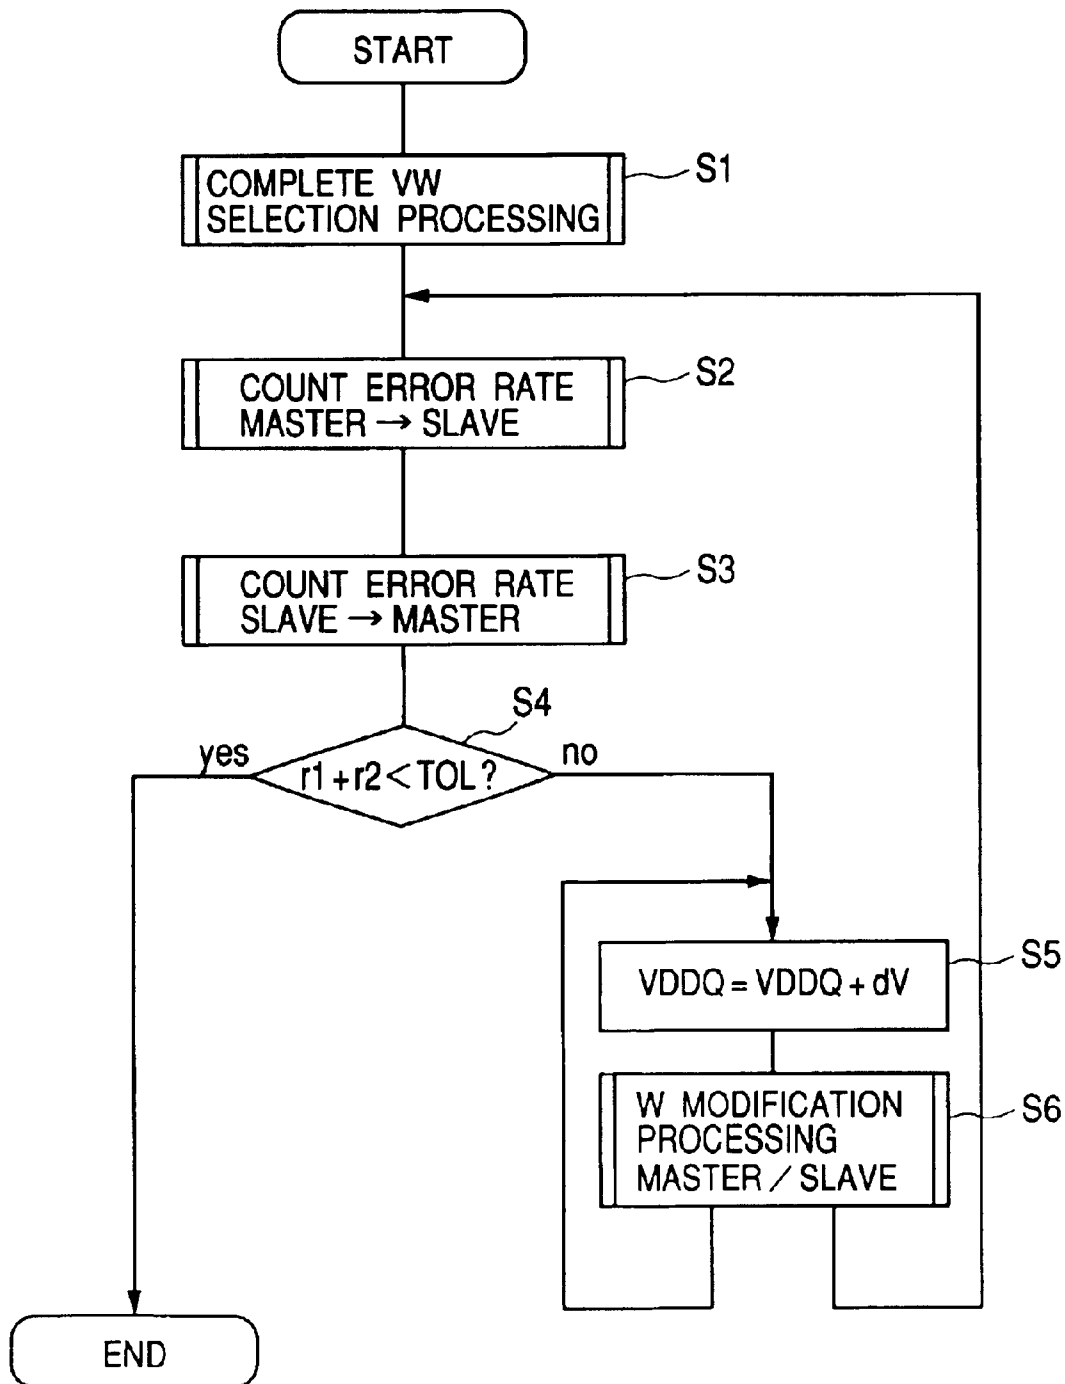 START
COMPLETE VW
SELECTION PROCESSING
S1
COUNT ERROR RATE
MASTER → SLAVE
S2
COUNT ERROR RATE
SLAVE → MASTER
S3
S4
yes
r1+r2<TOL?
no
VDDQ = VDDQ + dV
S5
W MODIFICATION
PROCESSING
MASTER / SLAVE
S6
END